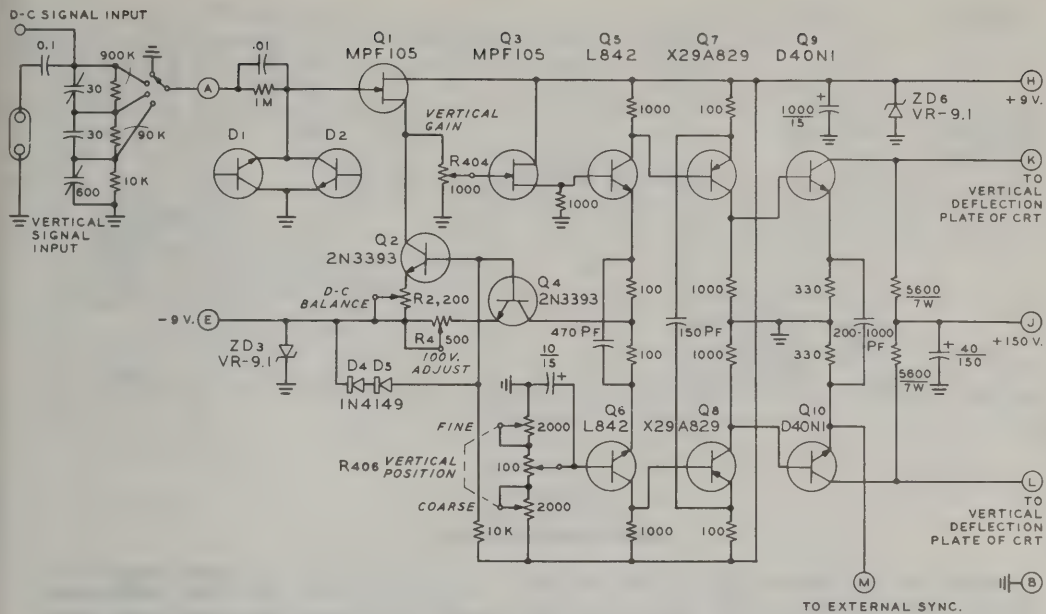 D-C SIGNAL INPUT
0.1
900K
30
30
90K
600
10K
VERTICAL
SIGNAL
INPUT
A
.01
1M
D1
D2
Q1
MPF105
VERTICAL
GAIN
R404
1000
Q3
MPF105
1000
Q5
L842
1000
Q7
X29A829
100
Q9
D40N1
1000
15
ZD6
VR-9.1
H
+9V.
K
TO
VERTICAL
DEFLECTION
PLATE OF CRT
Q2
2N3393
D-C
BALANCE
R2,200
Q4
2N3393
-9 V.
E
ZD3
VR-9.1
R4
500
100V.
ADJUST
D4
D5
1N4149
100
470 PF
100
1000
150PF
1000
330
200-1000
PF
330
5600
7W
5600
7W
J
+150 V.
40
150
10
15
FINE
2000
R406
VERTICAL
POSITION
100
COARSE
2000
10K
Q6
L842
1000
Q8
X29A829
100
Q10
D40N1
L
TO
VERTICAL
DEFLECTION
PLATE OF CRT
M
TO EXTERNAL SYNC.
B